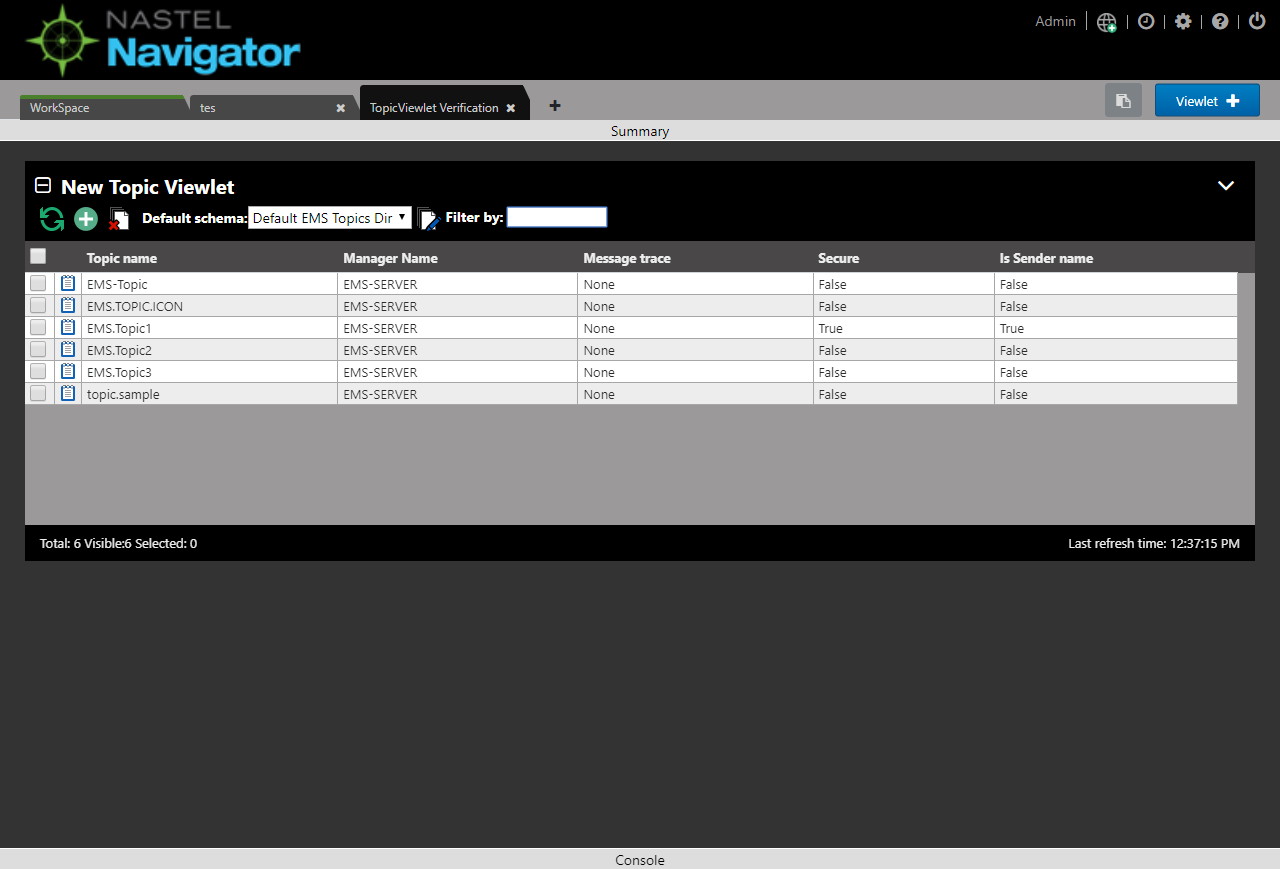 NASTEL
Navigator
Admin
WorkSpace
tes
TopicViewlet Verification
Viewlet
Summary
New Topic Viewlet
Default schema: Default EMS Topics Dir Filter by:
Topic name Manager Name Message trace Secure Is Sender name
EMS-Topic EMS-SERVER None False False
EMS.TOPIC.ICON EMS-SERVER None False False
EMS.Topic1 EMS-SERVER None True True
EMS.Topic2 EMS-SERVER None False False
EMS.Topic3 EMS-SERVER None False False
topic.sample EMS-SERVER None False False
Total: 6 Visible:6 Selected: 0
Last refresh time: 12:37:15 PM
Console